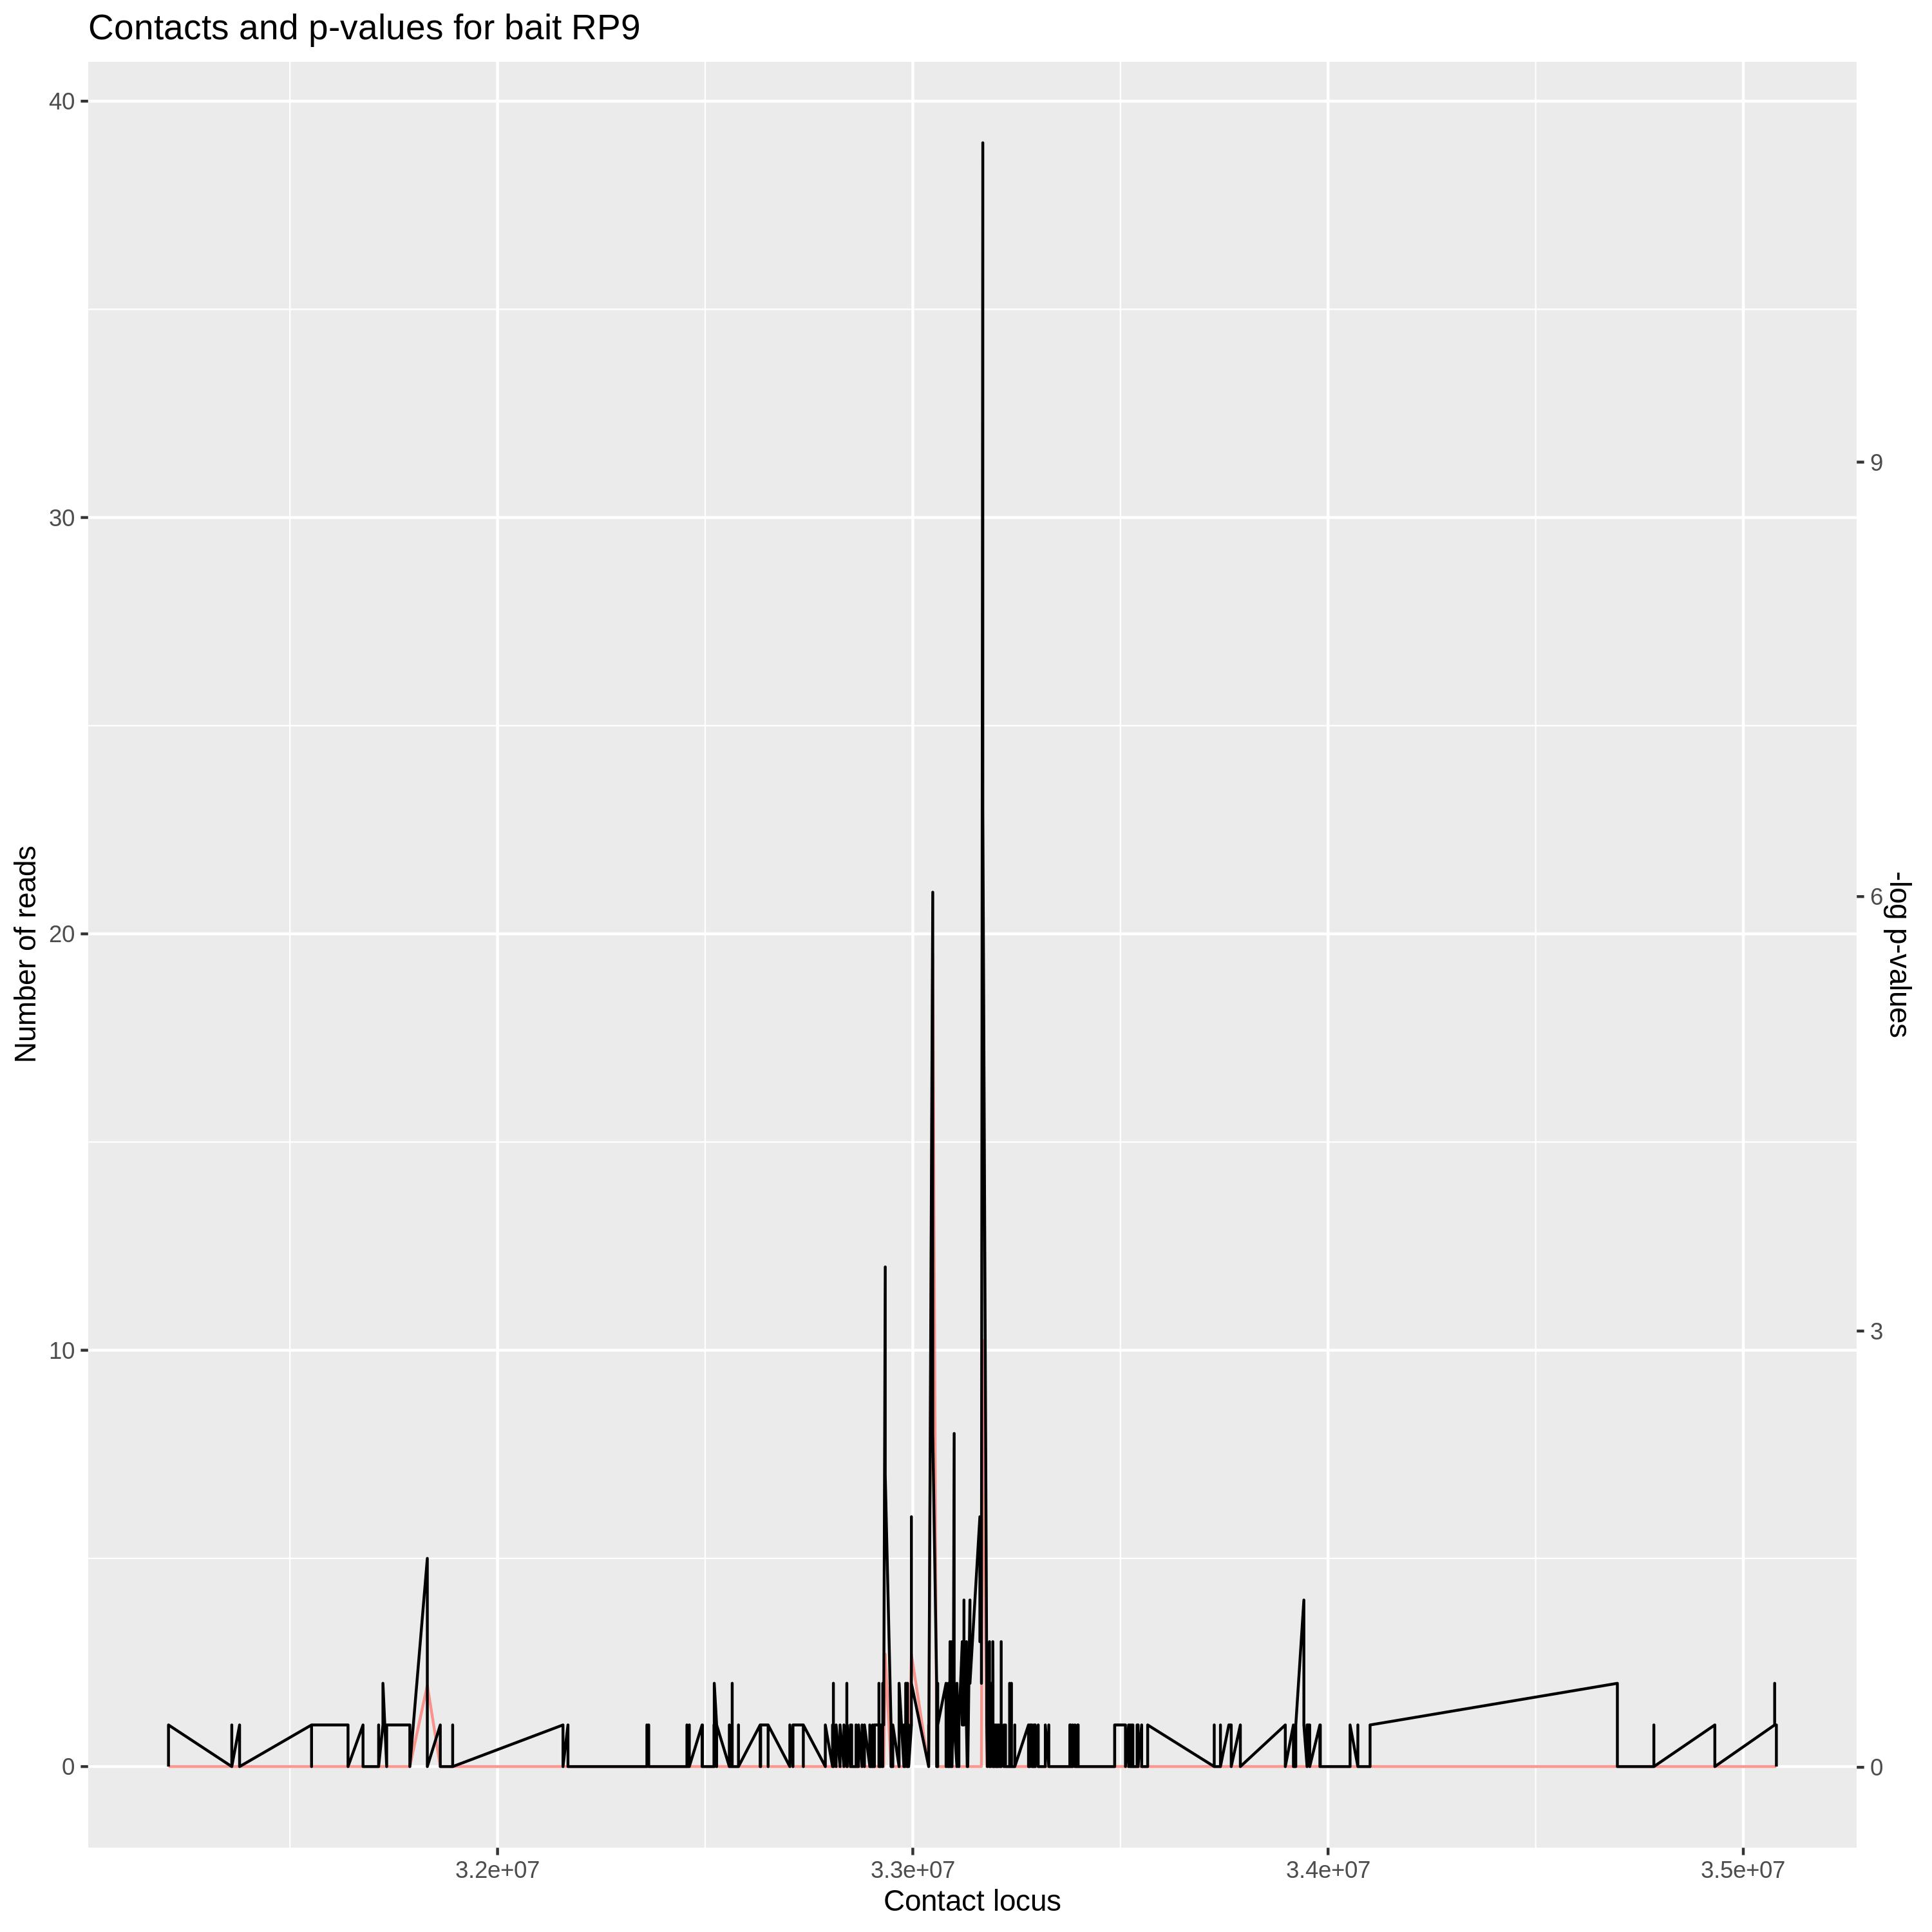 Contacts and p-values for bait RP9
40
30
20
10
0
Number of reads
9
6
3
0
-log p-values
3.2e+07
3.3e+07
3.4e+07
3.5e+07
Contact locus